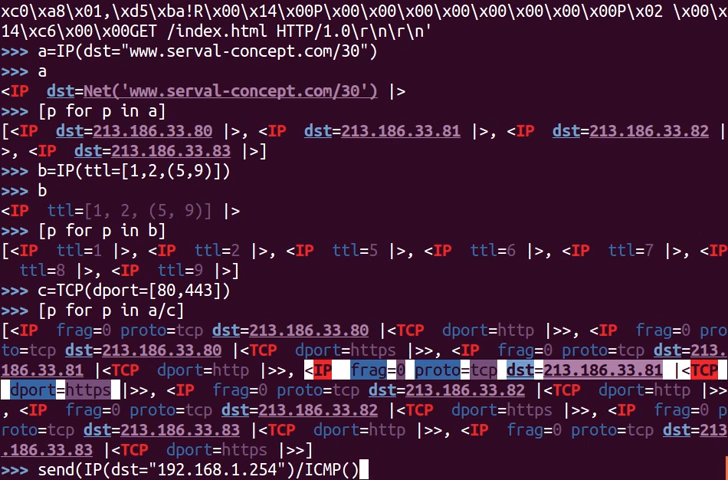 xc0\xa8\x01,\xd5\xba!R\x00\x14\x00P\x00\x00\x00\x00\x00\x00\x00\x00P\x02 \x00\x
14\xc6\x00\x00GET /index.html HTTP/1.0\r\n\r\n'
>>> a=IP(dst="www.serval-concept.com/30")
>>> a
<IP  dst=Net('www.serval-concept.com/30') |>
>>> [p for p in a]
[<IP  dst=213.186.33.80 |>, <IP  dst=213.186.33.81 |>, <IP  dst=213.186.33.82 |
>, <IP  dst=213.186.33.83 |>]
>>> b=IP(ttl=[1,2,(5,9)])
>>> b
<IP  ttl=[1, 2, (5, 9)] |>
>>> [p for p in b]
[<IP  ttl=1 |>, <IP  ttl=2 |>, <IP  ttl=5 |>, <IP  ttl=6 |>, <IP  ttl=7 |>, <IP
  ttl=8 |>, <IP  ttl=9 |>]
>>> c=TCP(dport=[80,443])
>>> [p for p in a/c]
[<IP  frag=0 proto=tcp dst=213.186.33.80 |<TCP  dport=http |>>, <IP  frag=0 pro
to=tcp dst=213.186.33.80 |<TCP  dport=https |>>, <IP  frag=0 proto=tcp dst=213.
186.33.81 |<TCP  dport=http |>>, <IP  frag=0 proto=tcp dst=213.186.33.81 |<TCP
 dport=https |>>, <IP  frag=0 proto=tcp dst=213.186.33.82 |<TCP  dport=http |>>
, <IP  frag=0 proto=tcp dst=213.186.33.82 |<TCP  dport=https |>>, <IP  frag=0 p
roto=tcp dst=213.186.33.83 |<TCP  dport=http |>>, <IP  frag=0 proto=tcp dst=213
.186.33.83 |<TCP  dport=https |>>]
>>> send(IP(dst="192.168.1.254")/ICMP()